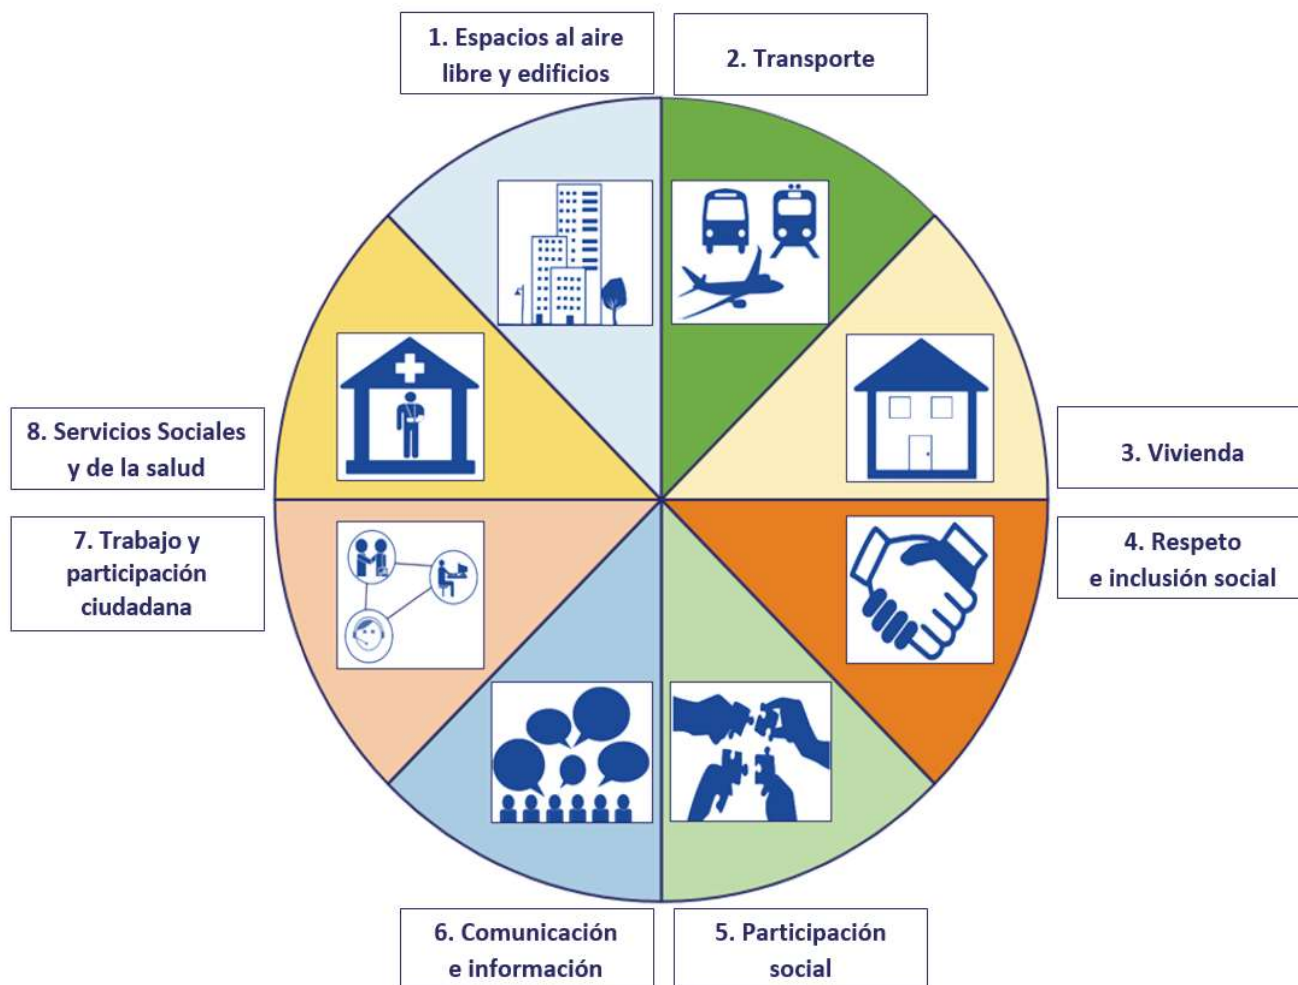 1. Espacios al aire
libre y edificios
2. Transporte
3. Vivienda
4. Respeto
e inclusión social
5. Participación
social
6. Comunicación
e información
7. Trabajo y
participación
ciudadana
8. Servicios Sociales
y de la salud